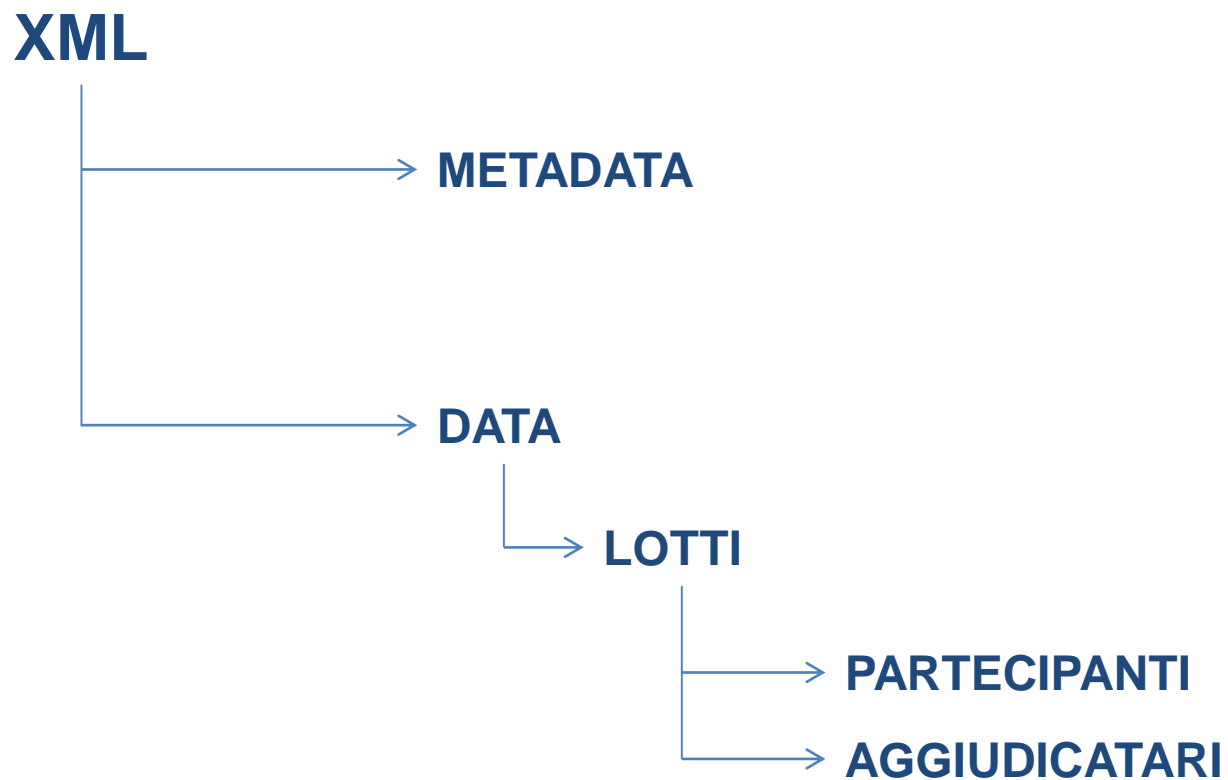 XML
METADATA
DATA
LOTTI
PARTECIPANTI
AGGIUDICATARI